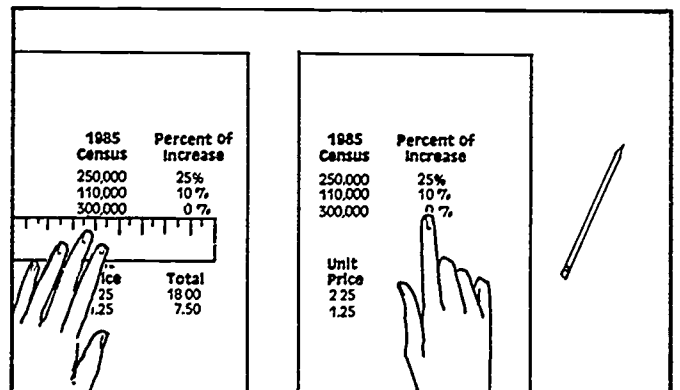 1985 Percent of
Census Increase
250,000 25%
110,000 10%
300,000 0%
Total
25 18 00
.25 7.50
1985 Percent of
Census Increase
250,000 25%
110,000 10%
300,000 0%
Unit
Price
2 25
1.25